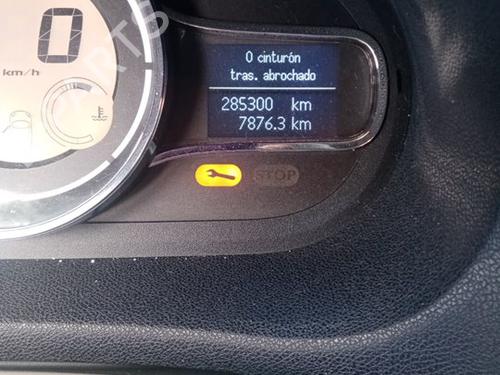 0
km/h
0 cinturón
tras. abrochado
285300 km
7876.3 km
STOP